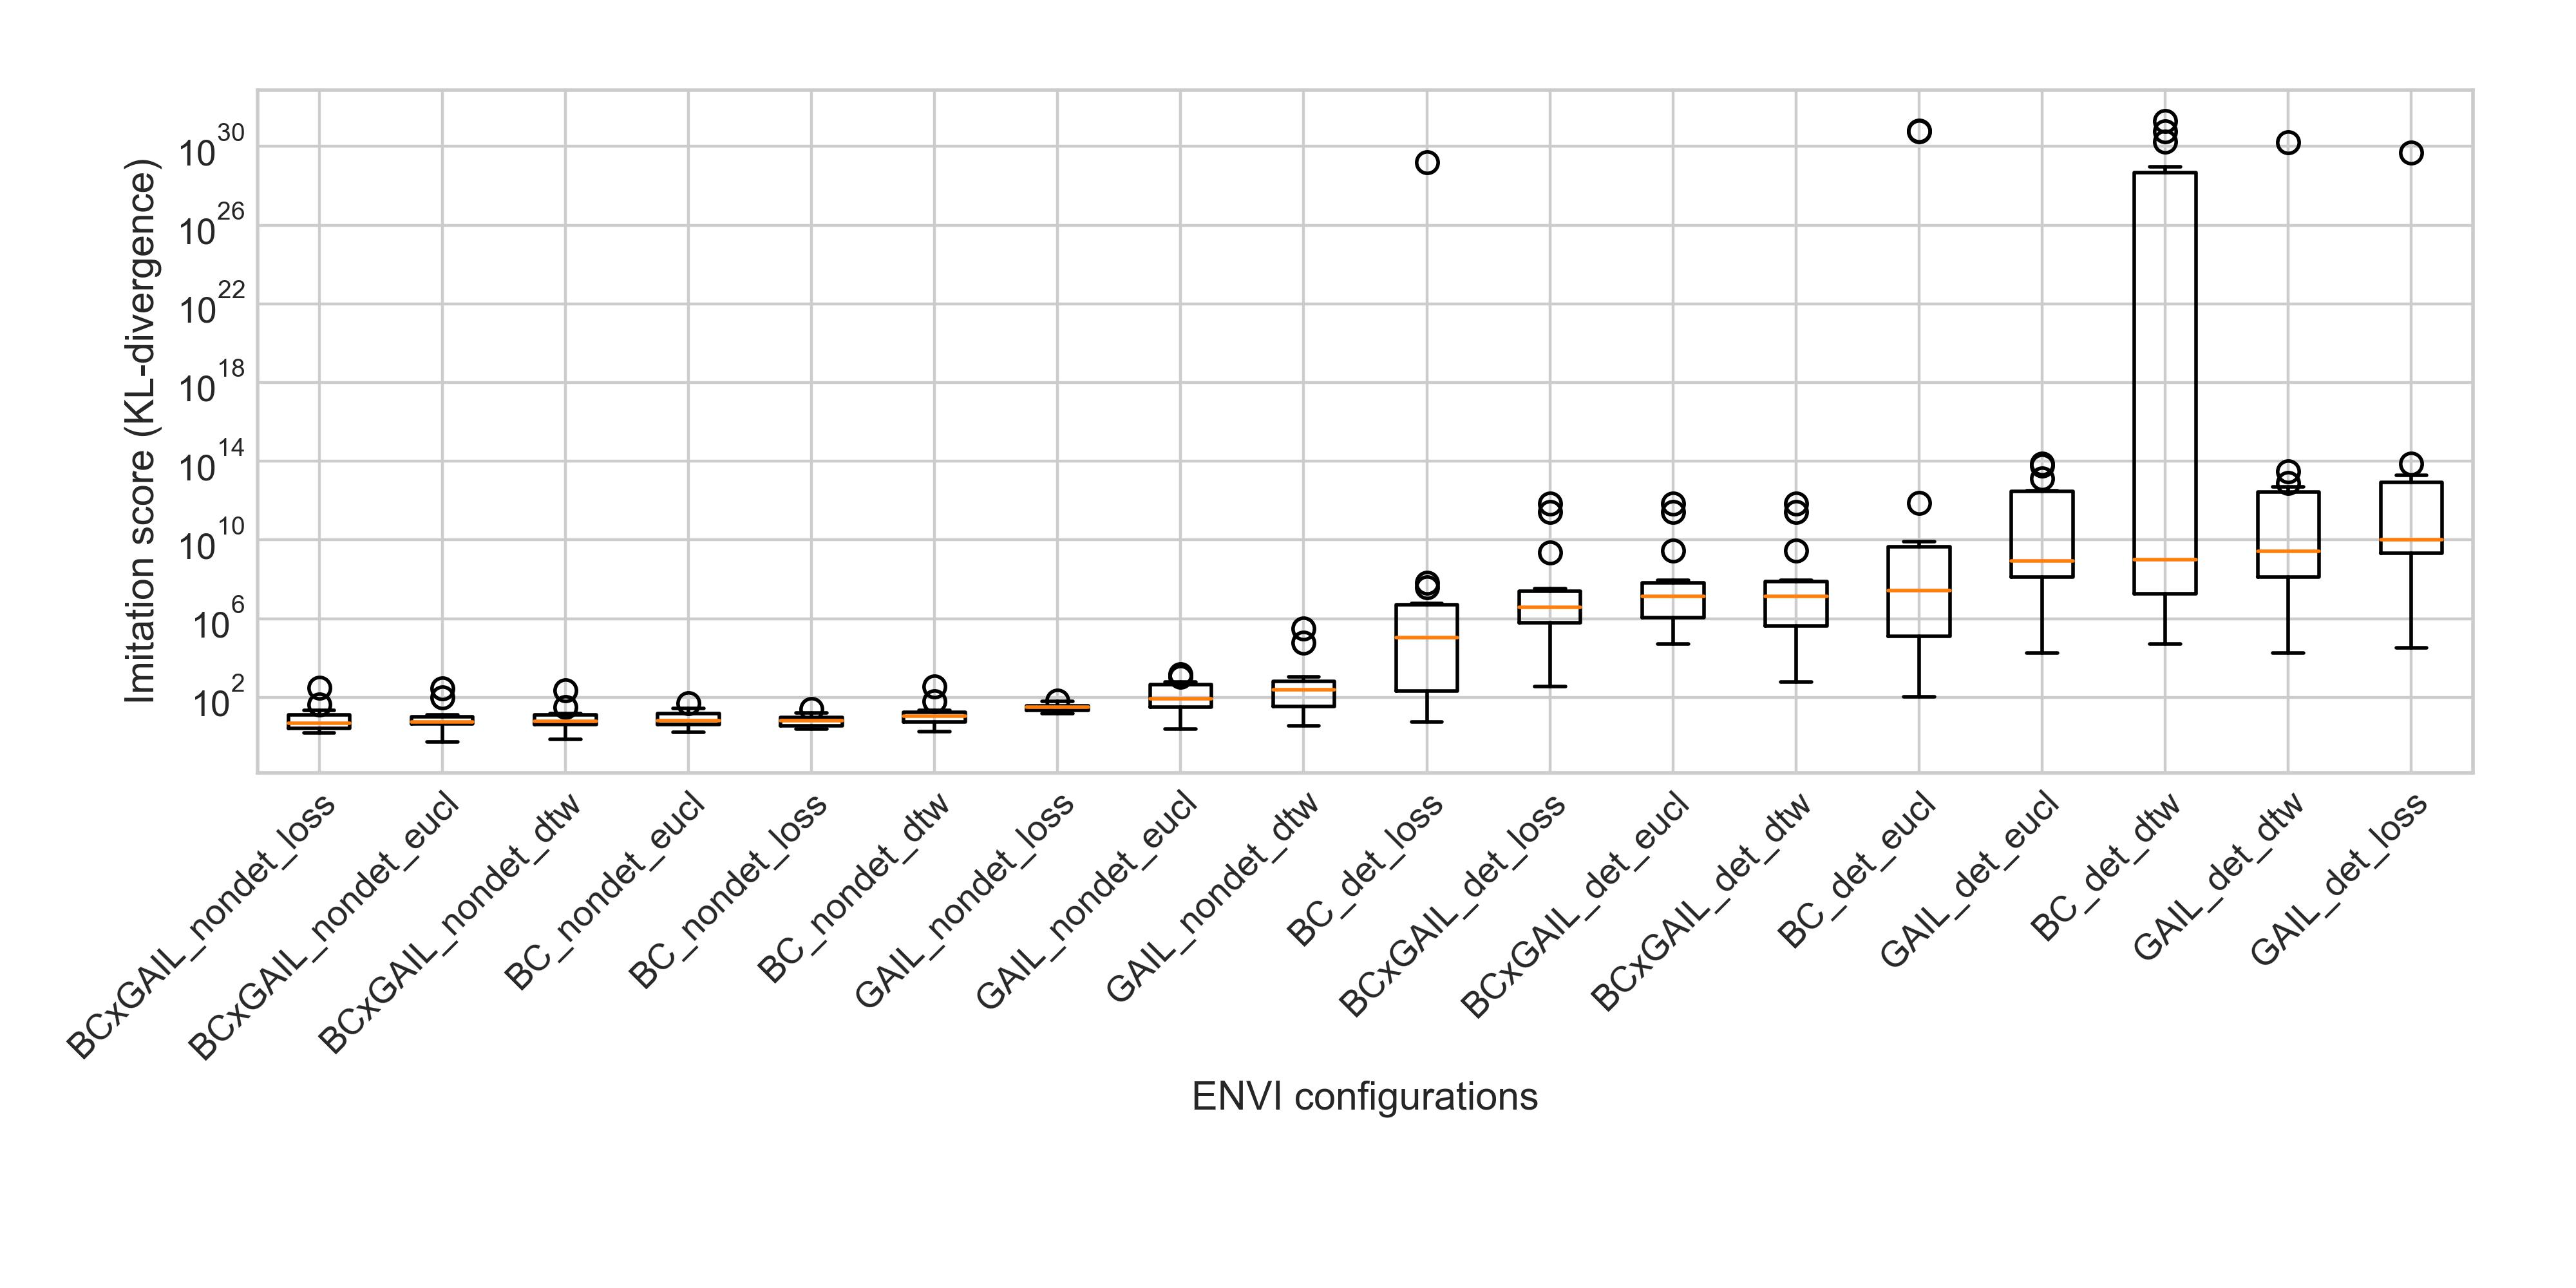 Imitation score (KL-divergence)
10^30
10^26
10^22
10^18
10^14
10^10
10^6
10^2
BCxGAIL_nondet_loss
BCxGAIL_nondet_eucl
BCxGAIL_nondet_dtw
BC_nondet_eucl
BC_nondet_loss
BC_nondet_dtw
GAIL_nondet_loss
GAIL_nondet_eucl
GAIL_nondet_dtw
BC_det_loss
BCxGAIL_det_loss
BCxGAIL_det_eucl
BCxGAIL_det_dtw
BC_det_eucl
GAIL_det_eucl
BC_det_dtw
GAIL_det_dtw
GAIL_det_loss
ENVI configurations